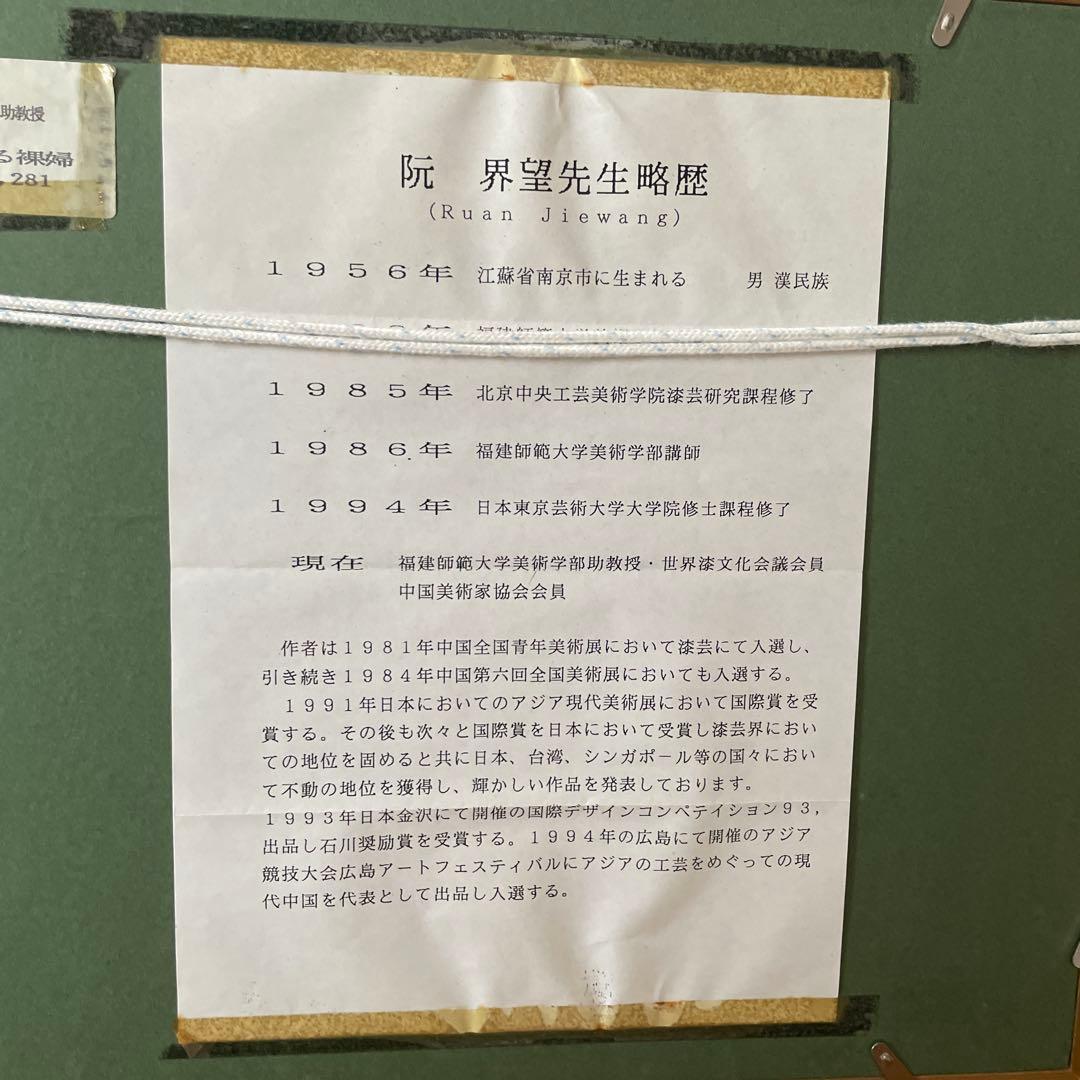 助教授
る裸婦
281
阮　界望先生略歴
(Ruan Jiewang)
1956年 江蘇省南京市に生まれる 男 漢民族
1985年 北京中央工芸美術学院漆芸研究課程修了
1986年 福建師範大学美術学部講師
1994年 日本東京芸術大学大学院修士課程修了
現在 福建師範大学美術学部助教授・世界漆文化会議会員
中国美術家協会会員
作者は1981年中国全国青年美術展において漆芸にて入選し、
引き続き1984年中国第六回全国美術展においても入選する。
1991年日本においてのアジア現代美術展において国際賞を受
賞する。その後も次々と国際賞を日本において受賞し漆芸界におい
ての地位を固めると共に日本、台湾、シンガポール等の国々におい
て不動の地位を獲得し、輝かしい作品を発表しております。
1993年日本金沢にて開催の国際デザインコンペテイション93,
出品し石川奨励賞を受賞する。1994年の広島にて開催のアジア
競技大会広島アートフェスティバルにアジアの工芸をめぐっての現
代中国を代表として出品し入選する。